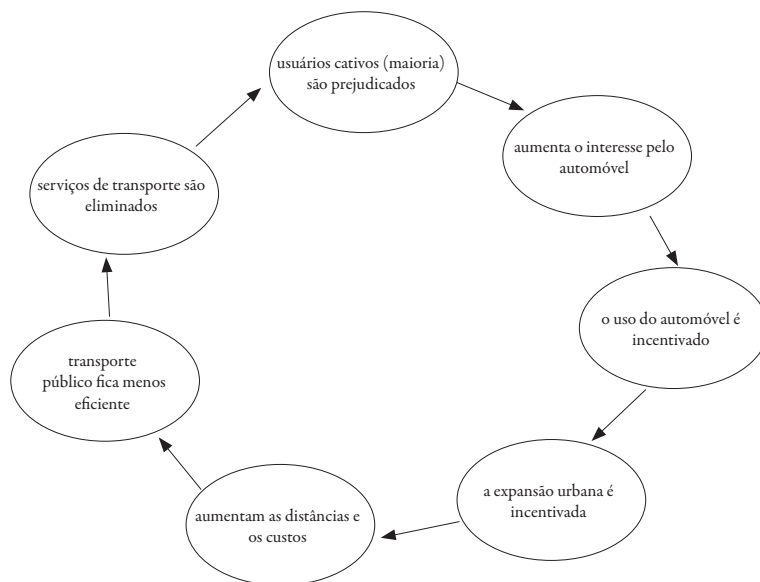 usuários cativos (maioria)
são prejudicados
aumenta o interesse pelo
automóvel
o uso do automóvel é
incentivado
a expansão urbana é
incentivada
aumentam as distâncias e
os custos
transporte
público fica menos
eficiente
serviços de transporte são
eliminados